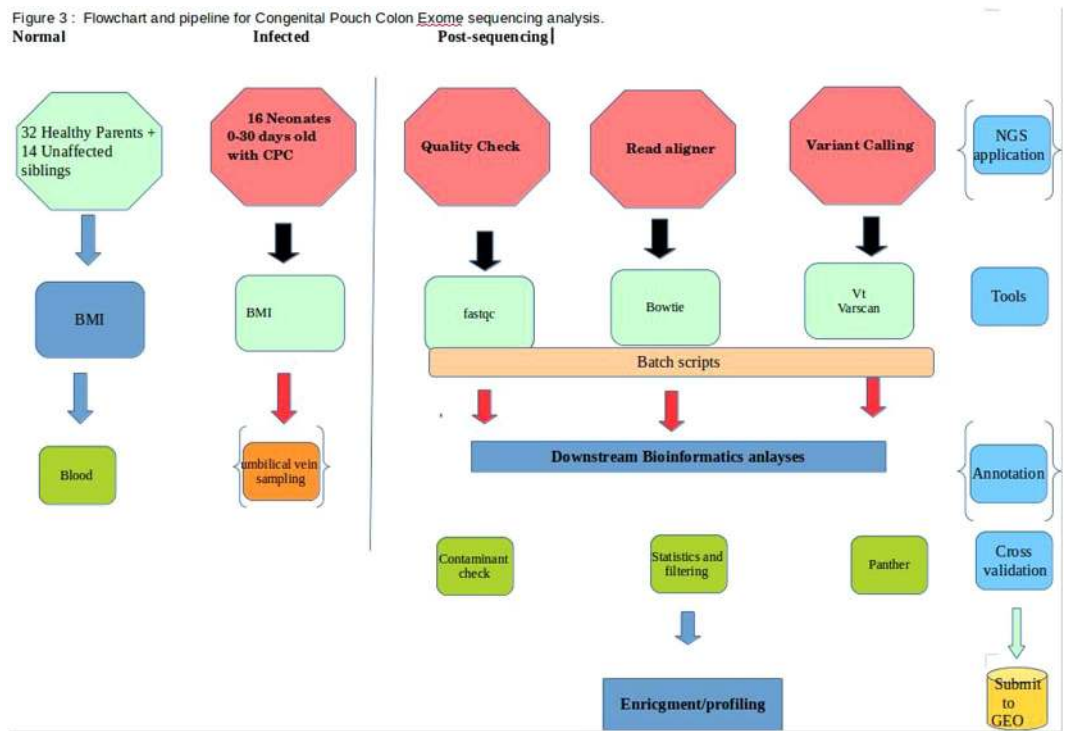 Figure 3 : Flowchart and pipeline for Congenital Pouch Colon Exome sequencing analysis.
Normal
Infected
Post-sequencing
32 Healthy Parents +
14 Unaffected
siblings
16 Neonates
0-30 days old
with CPC
Quality Check
Read aligner
Variant Calling
NGS
application
BMI
BMI
fastqc
Bowtie
Vt
Varscan
Tools
Batch scripts
Blood
umbilical vein
sampling
Downstream Bioinformatics anlayses
Annotation
Contaminant
check
Statistics and
filtering
Panther
Cross
validation
Enricgment/profiling
Submit
to
GEO